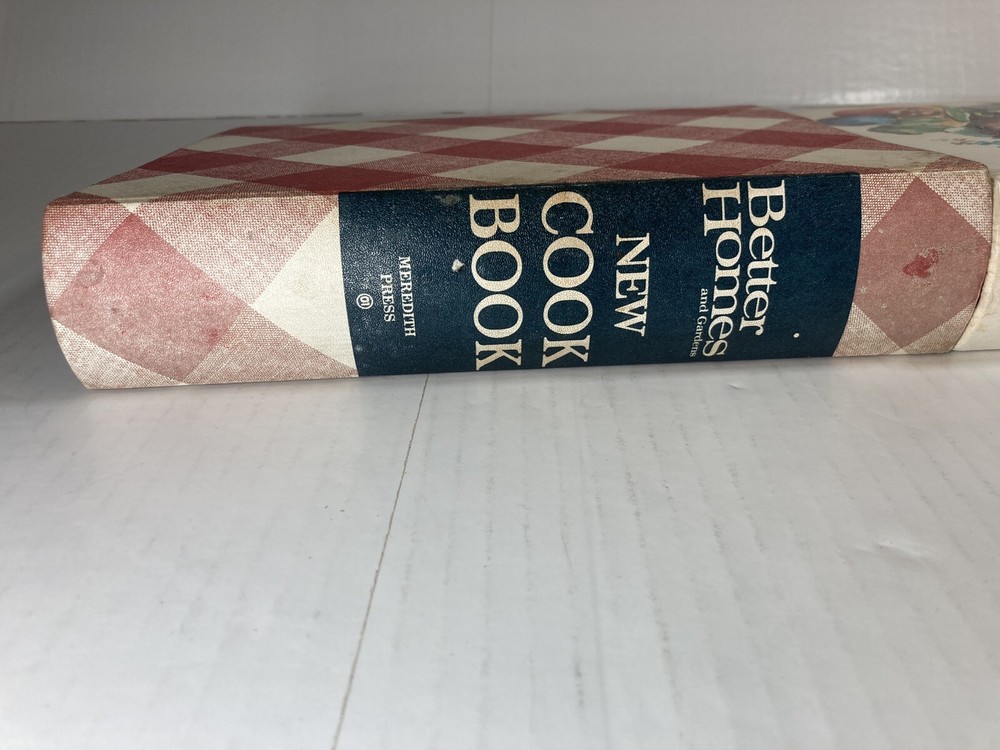 Better
Homes
and Gardens
NEW
COOK
BOOK
MEREDITH
PRESS